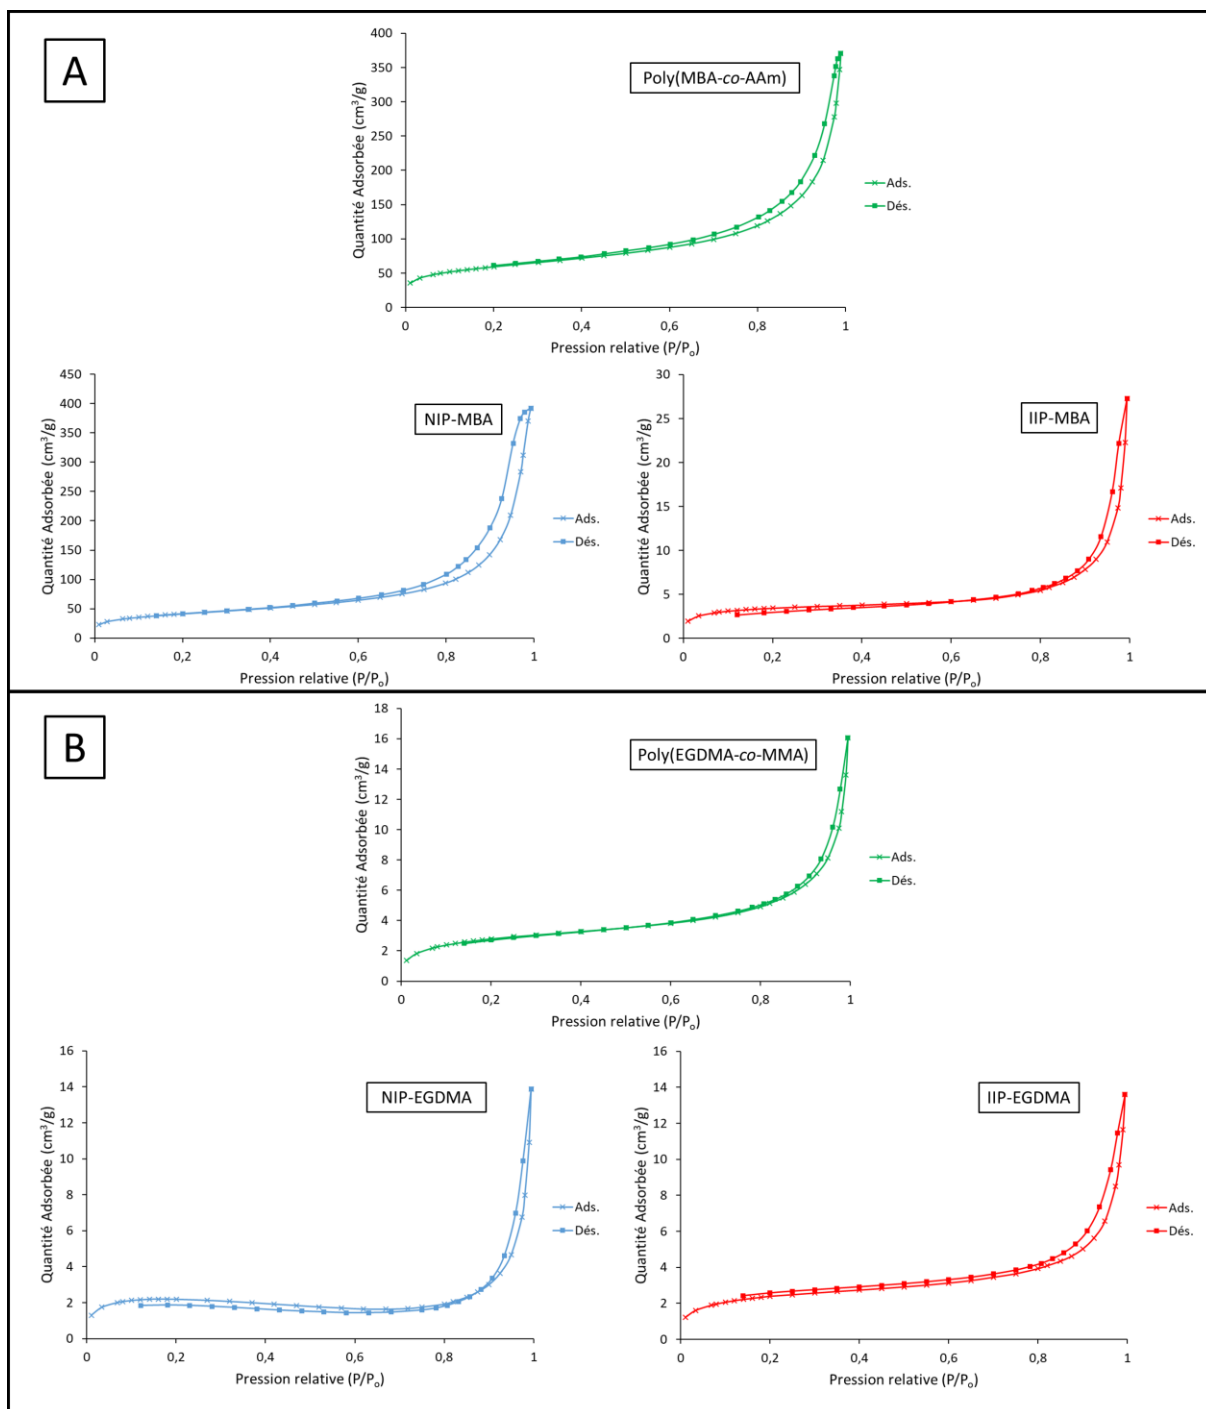 A
Poly(MBA-co-AAm)
Quantité Adsorbée (cm³/g)
400
350
300
250
200
150
100
50
0
0 0,2 0,4 0,6 0,8 1
Pression relative (P/Pₒ)
Ads.
Dés.
NIP-MBA
Quantité Adsorbée (cm³/g)
450
400
350
300
250
200
150
100
50
0
0 0,2 0,4 0,6 0,8 1
Pression relative (P/Pₒ)
Ads.
Dés.
IIP-MBA
Quantité Adsorbée (cm³/g)
30
25
20
15
10
5
0
0 0,2 0,4 0,6 0,8 1
Pression relative (P/Pₒ)
Ads.
Dés.
B
Poly(EGDMA-co-MMA)
Quantité Adsorbée (cm³/g)
18
16
14
12
10
8
6
4
2
0
0 0,2 0,4 0,6 0,8 1
Pression relative (P/Pₒ)
Ads.
Dés.
NIP-EGDMA
Quantité Adsorbée (cm³/g)
16
14
12
10
8
6
4
2
0
0 0,2 0,4 0,6 0,8 1
Pression relative (P/Pₒ)
Ads.
Dés.
IIP-EGDMA
Quantité Adsorbée (cm³/g)
16
14
12
10
8
6
4
2
0
0 0,2 0,4 0,6 0,8 1
Pression relative (P/Pₒ)
Ads.
Dés.